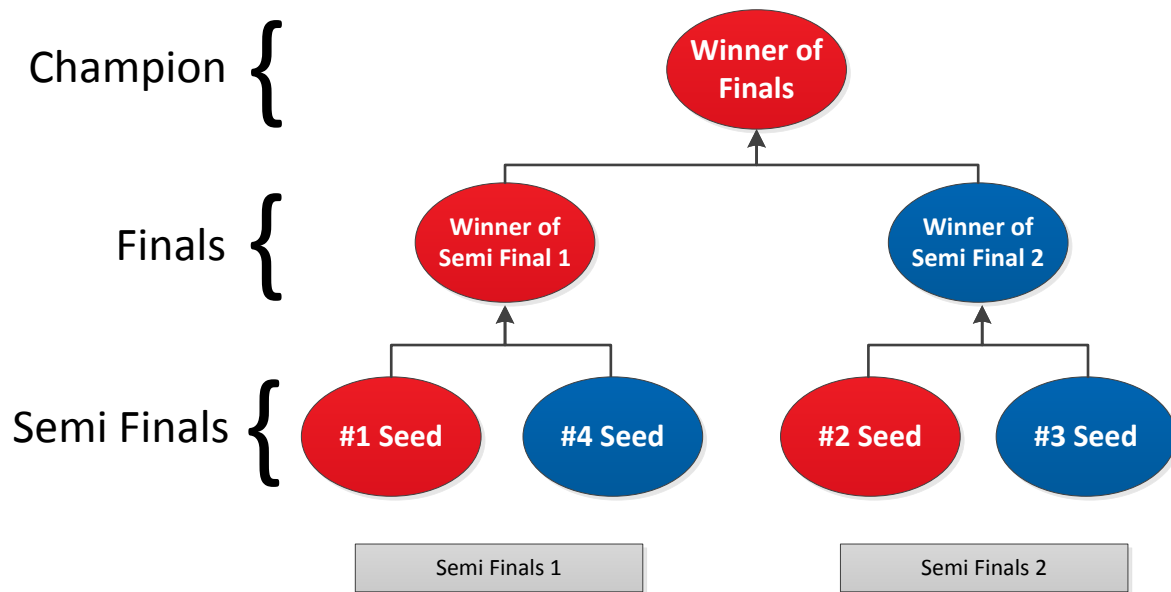 Champion
Winner of
Finals
Finals
Winner of
Semi Final 1
Winner of
Semi Final 2
Semi Finals
#1 Seed
#4 Seed
#2 Seed
#3 Seed
Semi Finals 1
Semi Finals 2